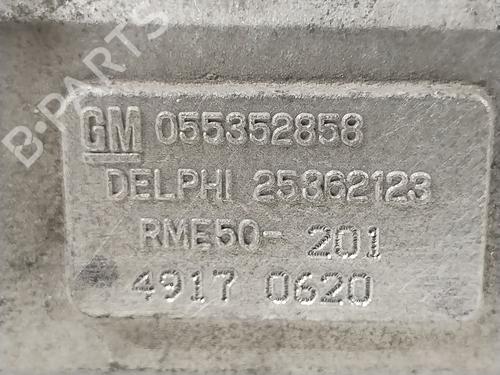 B-PARTS
GM 055352858
DELPHI 25362123
RME50- 201
4917 0620